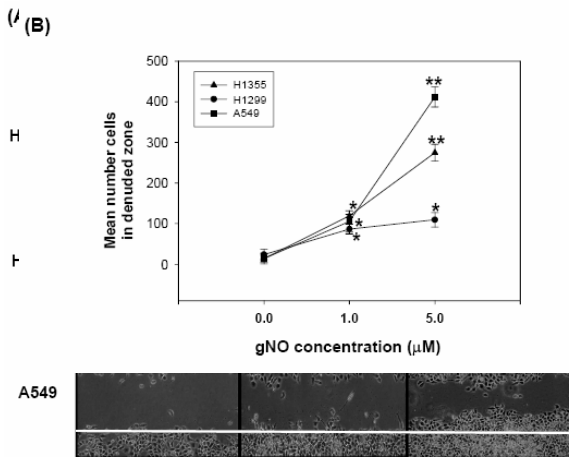 (A (B)
500
H1355
H1299
A549
400
300
200
100
0
**
**
*
*
*
*
H
H
Mean number cells
in denuded zone
0.0 1.0 5.0
gNO concentration (μM)
A549